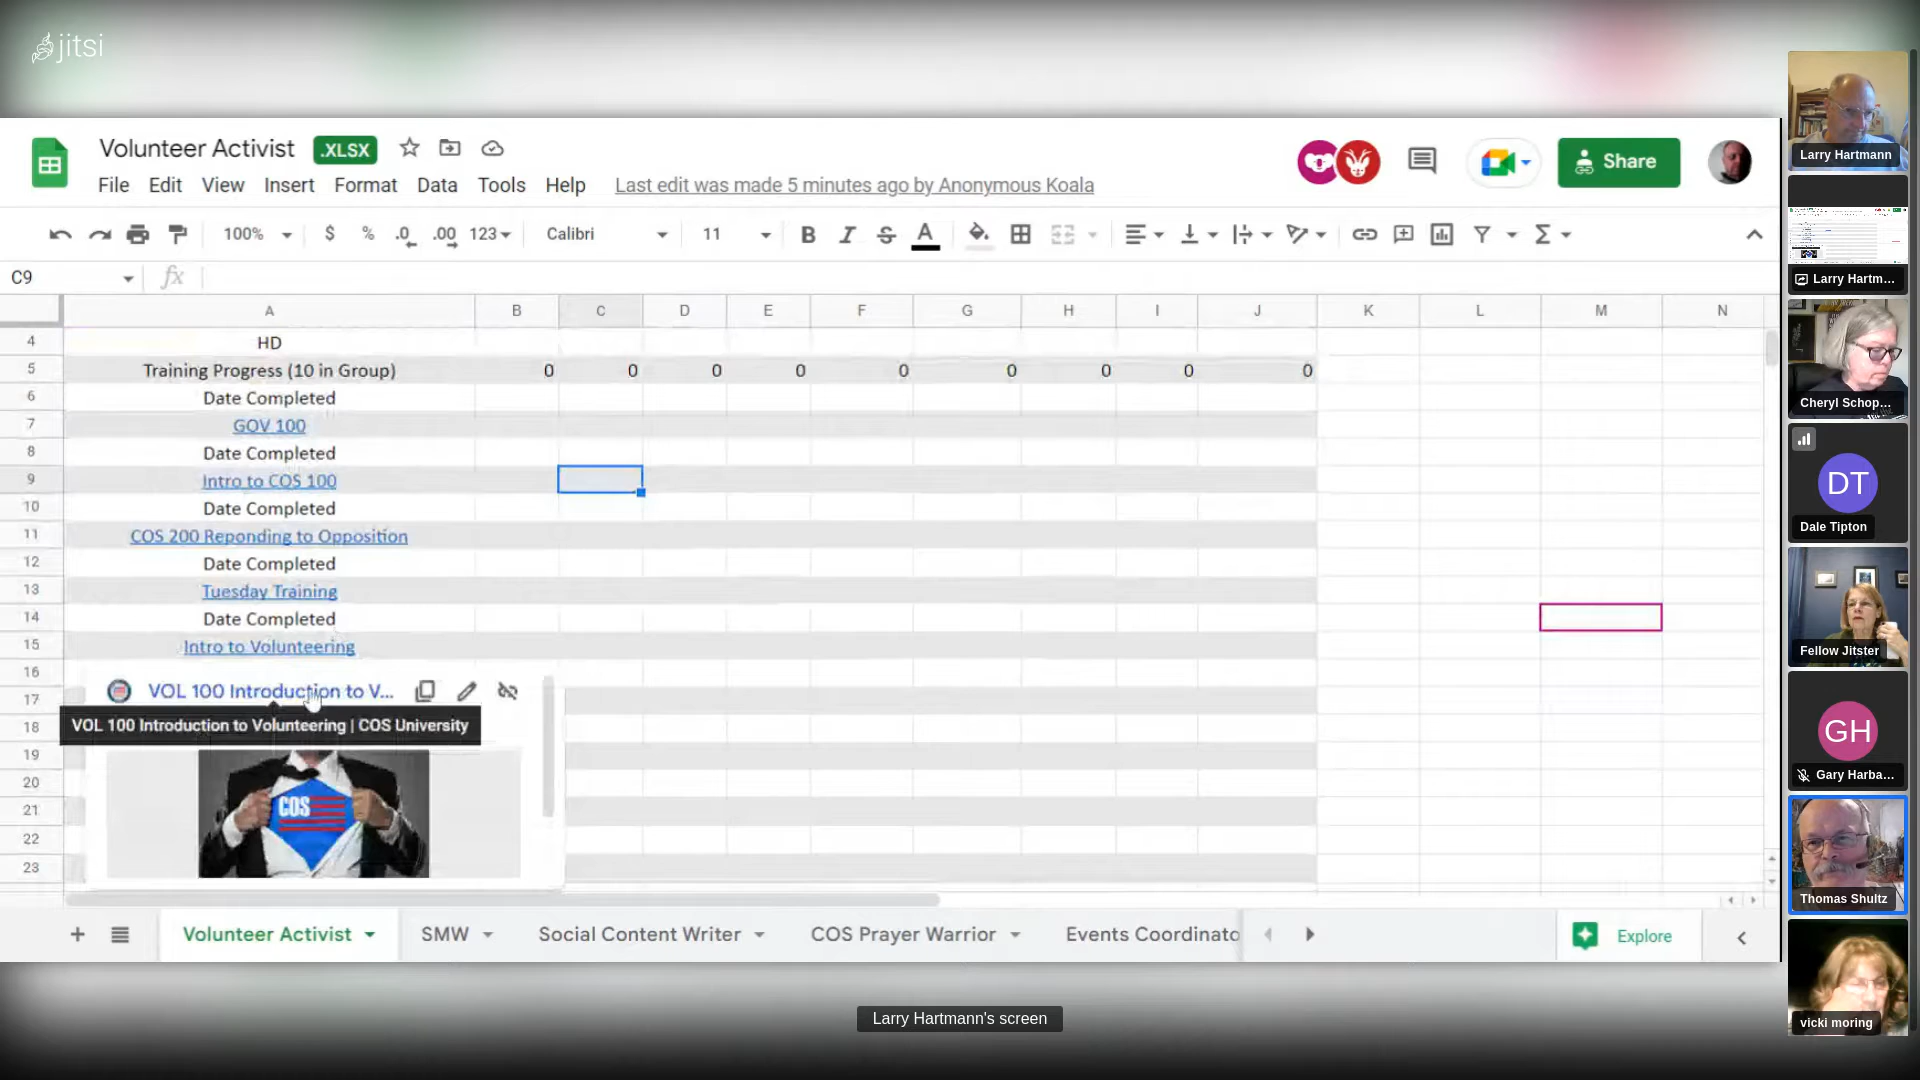 jitsi
Volunteer Activist .XLSX
Share
File Edit View Insert Format Data Tools Help Last edit was made 5 minutes ago by Anonymous Koala
100% $ % .0 .00 123 Calibri 11 B I S A Σ
C9 fx
A B C D E F G H I J K L M N
4 HD
5 Training Progress (10 in Group) 0 0 0 0 0 0 0 0 0
6 Date Completed
7 GOV 100
8 Date Completed
9 Intro to COS 100
10 Date Completed
11 COS 200 Reponding to Opposition
12 Date Completed
13 Tuesday Training
14 Date Completed
15 Intro to Volunteering
16
17 VOL 100 Introduction to V...
18 VOL 100 Introduction to Volunteering | COS University
19
20
21 COS
22
23
+ Volunteer Activist SMW Social Content Writer COS Prayer Warrior Events Coordinato Explore
Larry Hartmann's screen
Larry Hartmann
Larry Hartm...
Cheryl Schop...
DT
Dale Tipton
Fellow Jitster
GH
Gary Harba...
Thomas Shultz
vicki moring